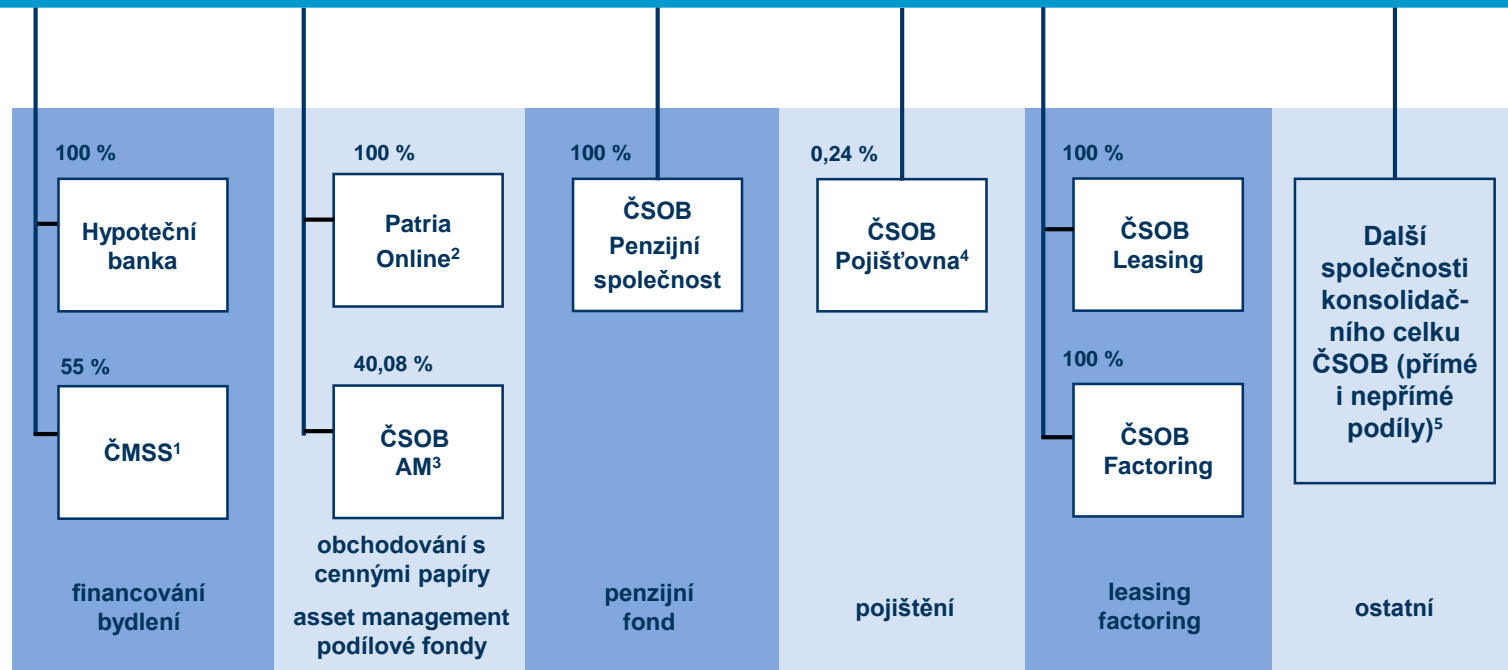 100 %
Hypoteční
banka
55 %
ČMSS¹
financování
bydlení
100 %
Patria
Online²
40,08 %
ČSOB
AM³
obchodování s
cennými papíry
asset management
podílové fondy
100 %
ČSOB
Penzijní
společnost
penzijní
fond
0,24 %
ČSOB
Pojišťovna⁴
pojištění
100 %
ČSOB
Leasing
100 %
ČSOB
Factoring
leasing
factoring
Další
společnosti
konsolidač-
ního celku
ČSOB (přímé
i nepřímé
podíly)⁵
ostatní